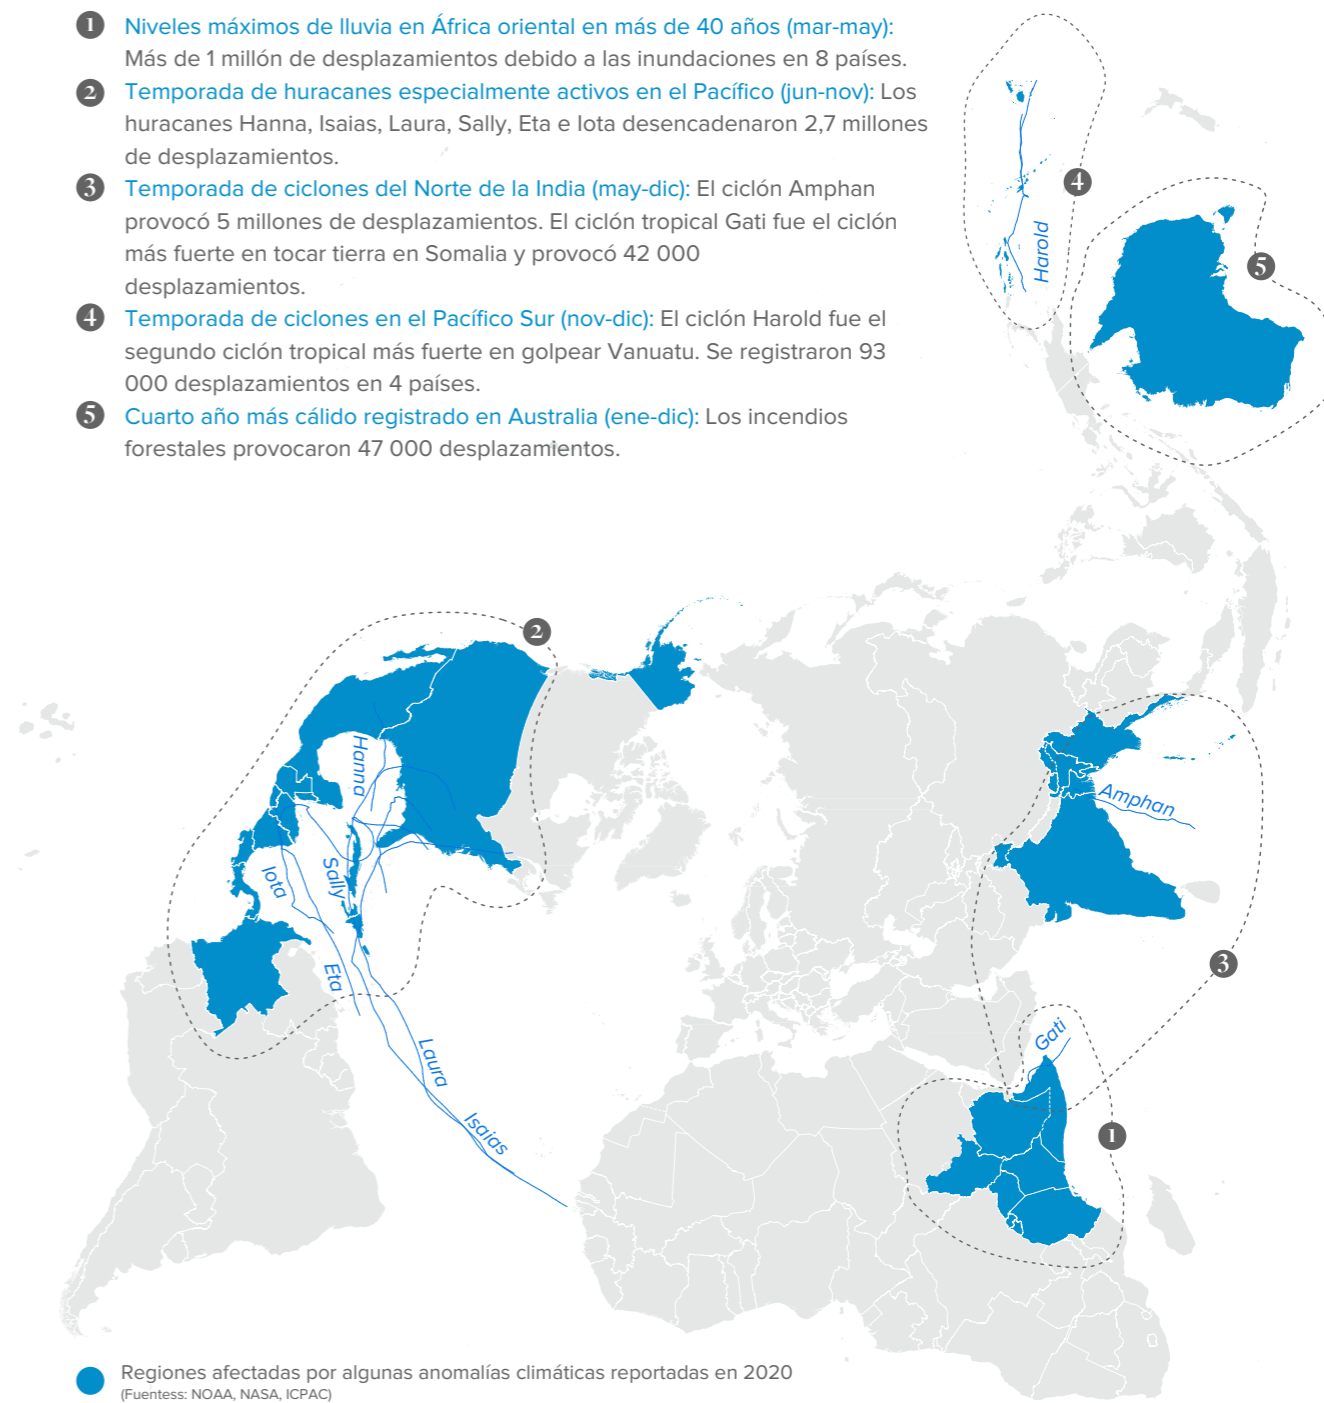 1 Niveles máximos de lluvia en África oriental en más de 40 años (mar-may):
Más de 1 millón de desplazamientos debido a las inundaciones en 8 países.
2 Temporada de huracanes especialmente activos en el Pacífico (jun-nov): Los
huracanes Hanna, Isaias, Laura, Sally, Eta e Iota desencadenaron 2,7 millones
de desplazamientos.
3 Temporada de ciclones del Norte de la India (may-dic): El ciclón Amphan
provocó 5 millones de desplazamientos. El ciclón tropical Gati fue el ciclón
más fuerte en tocar tierra en Somalia y provocó 42 000
desplazamientos.
4 Temporada de ciclones en el Pacífico Sur (nov-dic): El ciclón Harold fue el
segundo ciclón tropical más fuerte en golpear Vanuatu. Se registraron 93
000 desplazamientos en 4 países.
5 Cuarto año más cálido registrado en Australia (ene-dic): Los incendios
forestales provocaron 47 000 desplazamientos.
4
Harold
5
2
Hanna
Amphan
Sally
Iota
Eta
3
Gati
Laura
Isaias
1
Regiones afectadas por algunas anomalías climáticas reportadas en 2020
(Fuentess: NOAA, NASA, ICPAC)